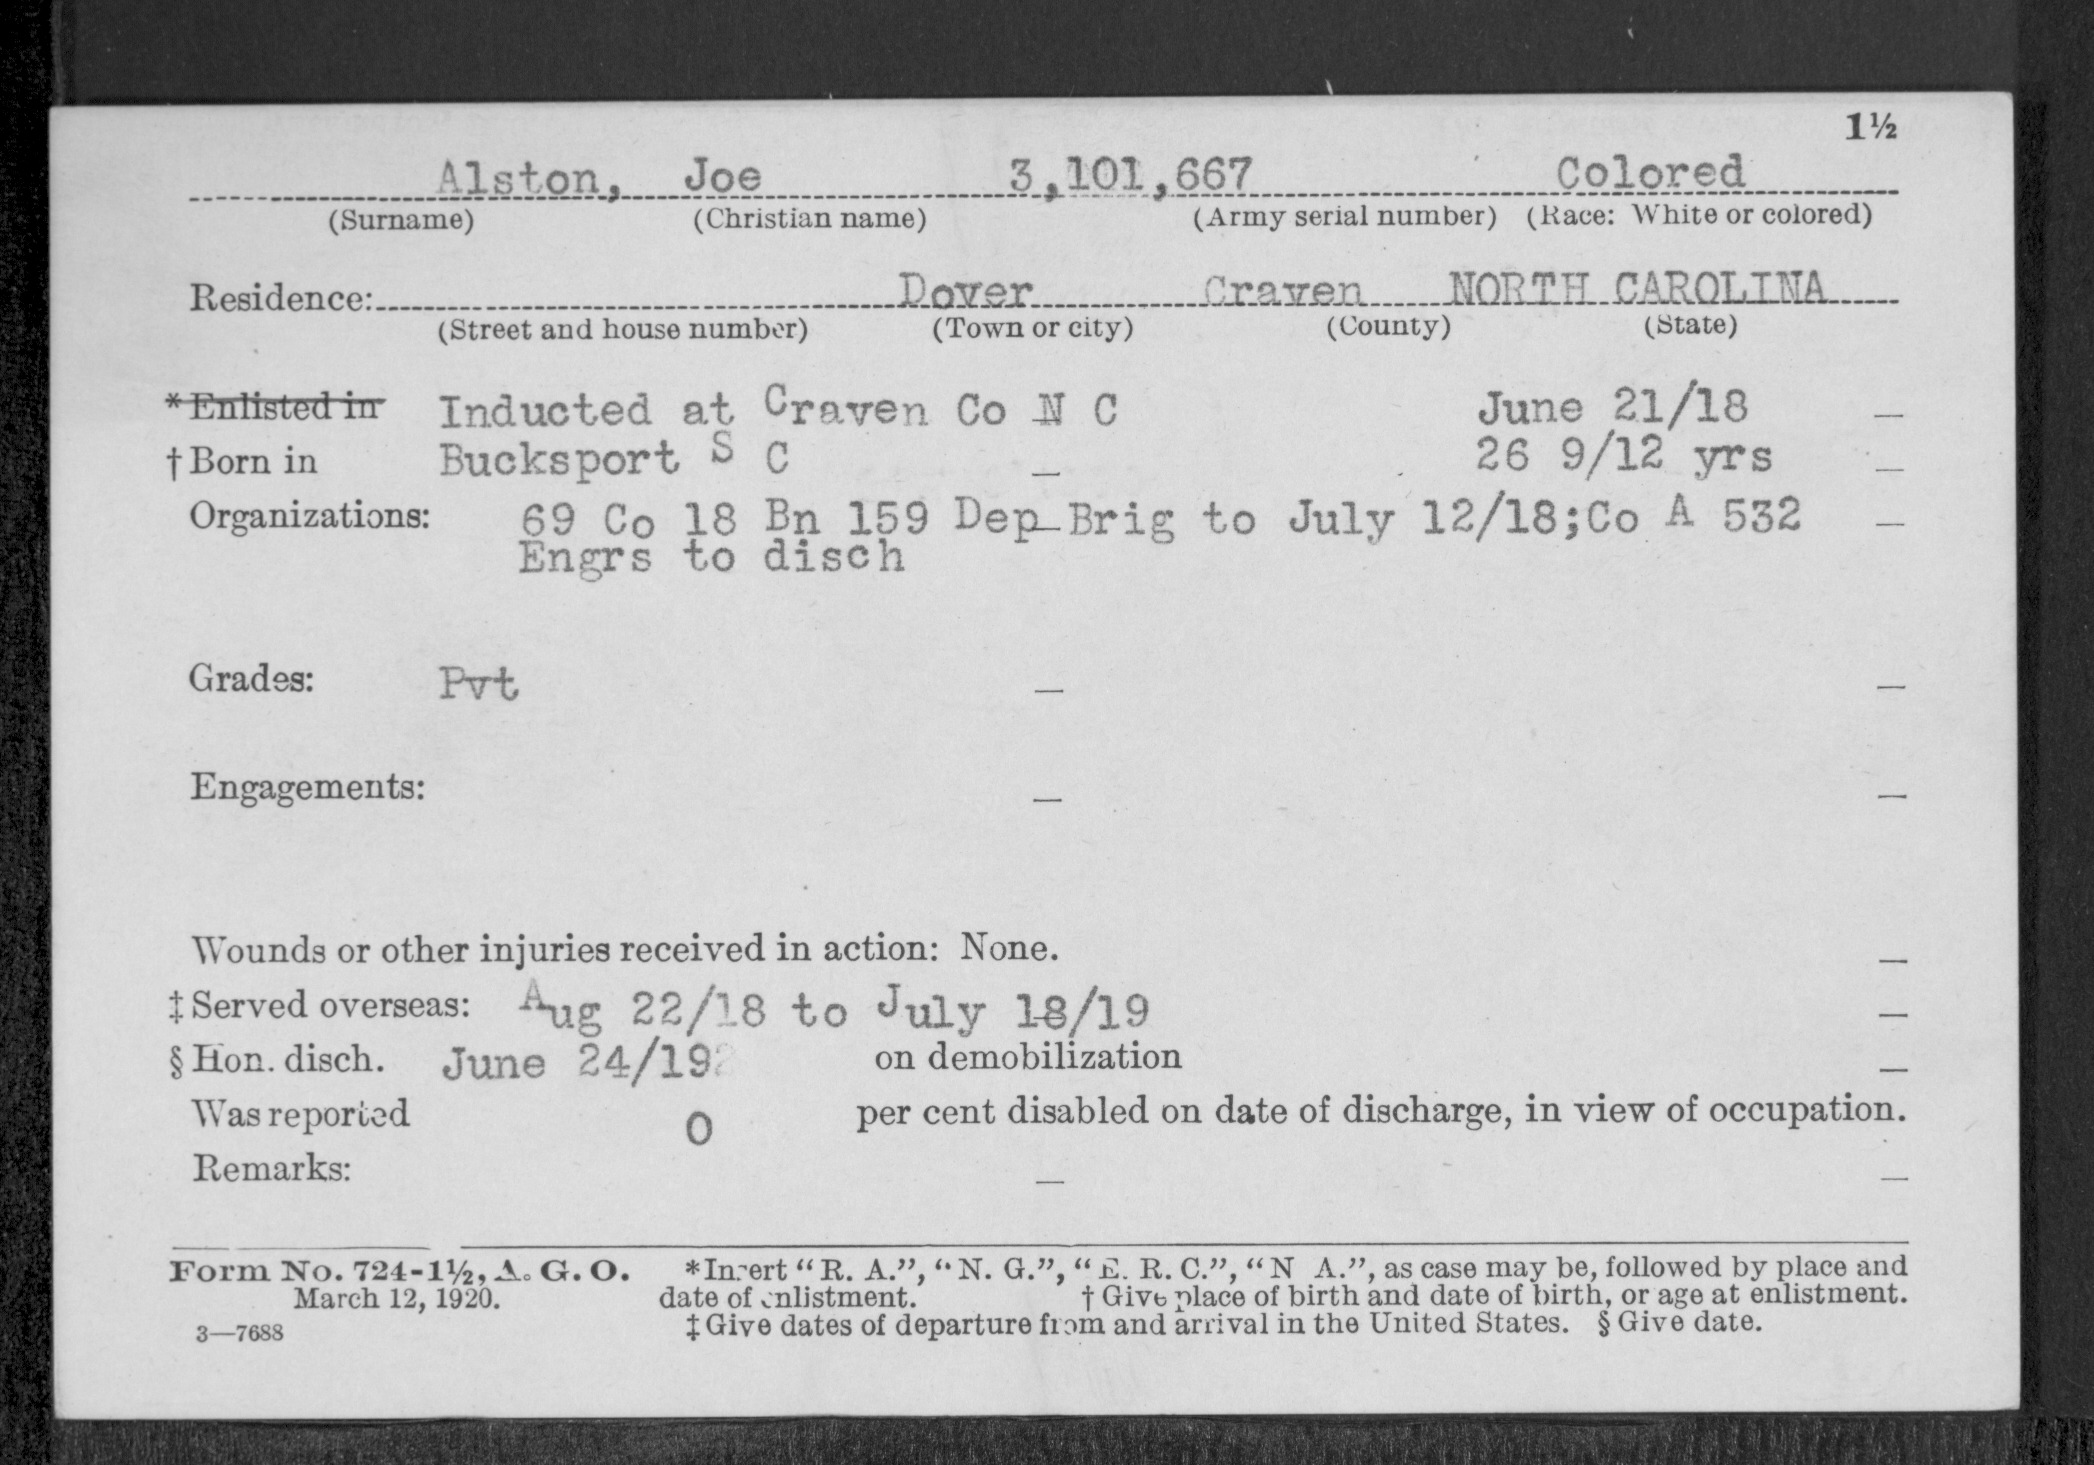 1½
Alston, Joe 3,101,667 Colored
(Surname) (Christian name) (Army serial number) (Race: White or colored)
Residence: Dover Craven NORTH CAROLINA
(Street and house number) (Town or city) (County) (State)
*Enlisted in Inducted at Craven Co N C June 21/18 —
†Born in Bucksport S C — 26 9/12 yrs —
Organizations: 69 Co 18 Bn 159 Dep Brig to July 12/18;Co A 532 —
Engrs to disch
Grades: Pvt — —
Engagements: — —
Wounds or other injuries received in action: None. —
‡Served overseas: Aug 22/18 to July 18/19 —
§Hon. disch. June 24/19 on demobilization —
Was reported 0 per cent disabled on date of discharge, in view of occupation.
Remarks: — —
Form No. 724-1½, A. G. O. *Insert "R. A.", "N. G.", "E. R. C.", "N A.", as case may be, followed by place and
March 12, 1920. date of enlistment. †Give place of birth and date of birth, or age at enlistment.
3—7688 ‡Give dates of departure from and arrival in the United States. §Give date.